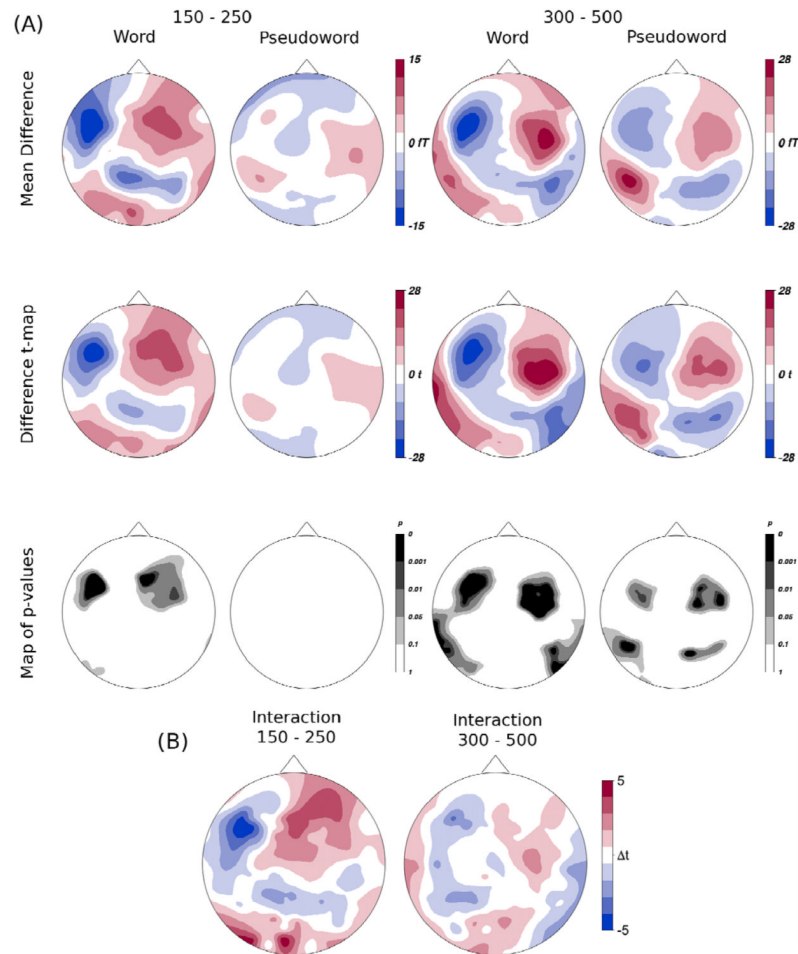 (A)
150 - 250
300 - 500
Word
Pseudoword
Word
Pseudoword
Mean Difference
15
0 fT
-15
28
0 fT
-28
Difference t-map
28
0 t
-28
28
0 t
-28
Map of p-values
p
0
0.001
0.01
0.05
0.1
1
p
0
0.001
0.01
0.05
0.1
1
(B)
Interaction
150 - 250
Interaction
300 - 500
5
Δt
-5